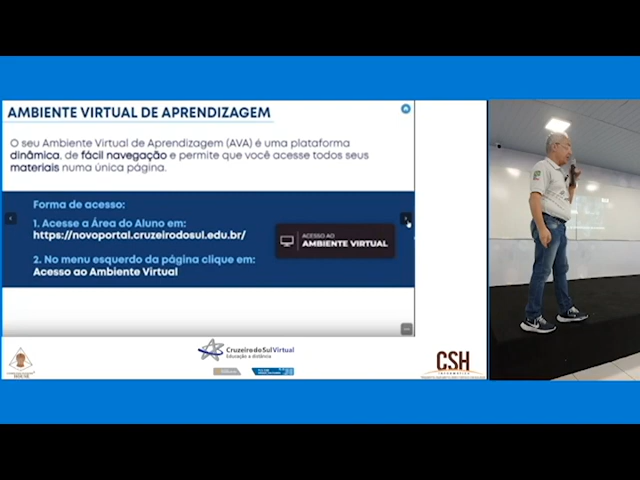 AMBIENTE VIRTUAL DE APRENDIZAGEM
O seu Ambiente Virtual de Aprendizagem (AVA) é uma plataforma
dinâmica, de fácil navegação e permite que você acesse todos seus
materiais numa única página.
Forma de acesso:
1. Acesse a Área do Aluno em:
https://novoportal.cruzeirodosul.edu.br/
2. No menu esquerdo da página clique em:
Acesso ao Ambiente Virtual
ACESSO AO
AMBIENTE VIRTUAL
Cruzeiro do Sul Virtual
Educação a distância
CSH
INFORMÁTICA